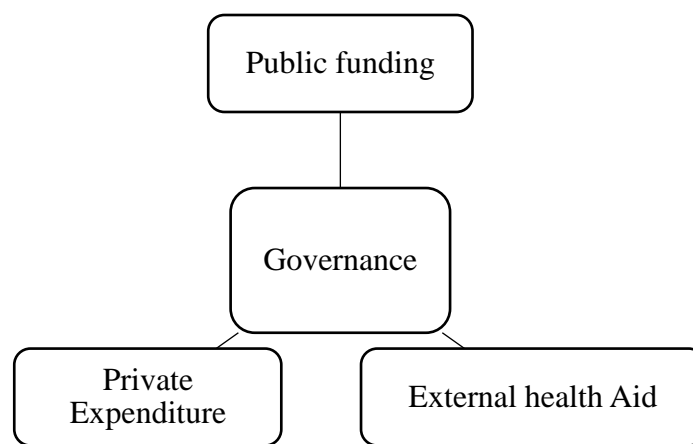 Public funding
Governance
Private
Expenditure
External health Aid